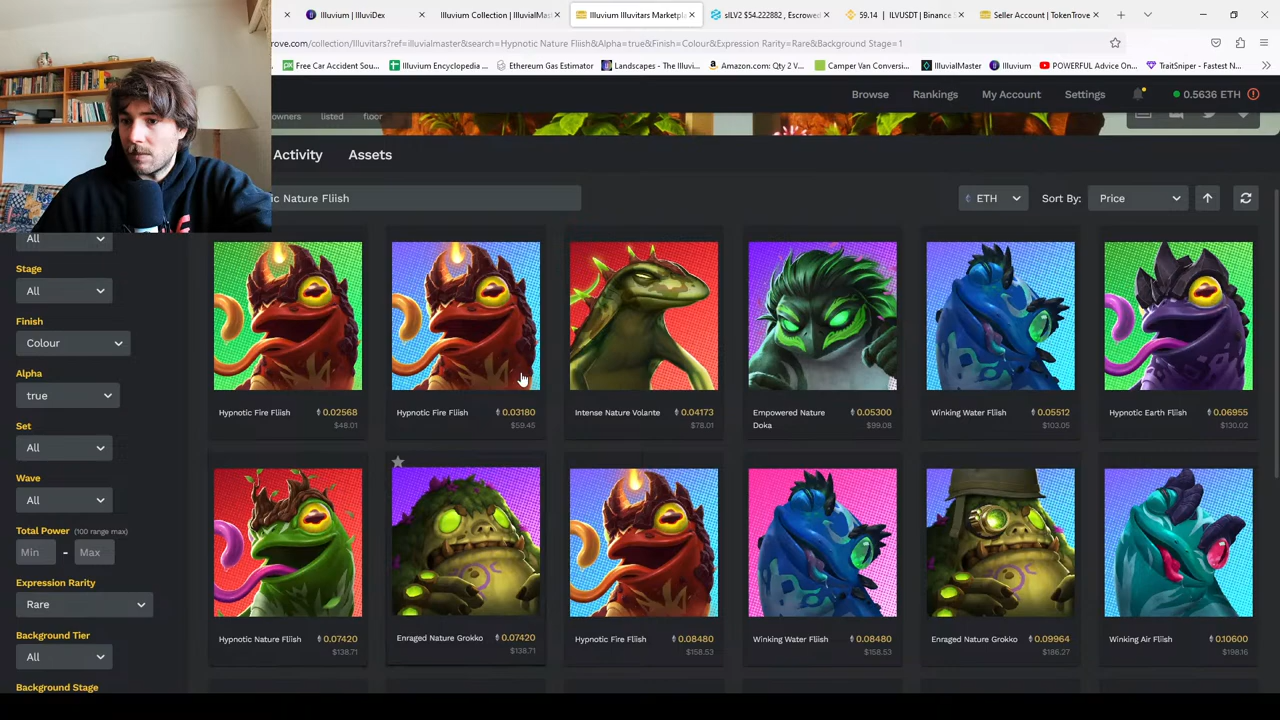 Illuvium | IlluviDex
Illuvium Collection | IlluvialMast
Illuvium Illuvitars Marketpla
sILV2 $54.222882 , Escrowed
59.14 | ILVUSDT | Binance
Seller Account | TokenTrove
rove.com/collection/Illuvitars?ref=illuvialmaster&search=Hypnotic Nature Fliish&Alpha=true&Finish=Colour&Expression Rarity=Rare&Background Stage=1
Free Car Accident Sou...
Illuvium Encyclopedia ...
Ethereum Gas Estimator
Landscapes - The Illuvi...
Amazon.com: Qty 2 V...
Camper Van Conversi...
IlluvialMaster
Illuvium
POWERFUL Advice On...
TraitSniper - Fastest N...
Browse
Rankings
My Account
Settings
0.5636 ETH
owners
listed
floor
Activity
Assets
ic Nature Fliish
ETH
Sort By:
Price
All
Stage
All
Finish
Colour
Alpha
true
Set
All
Wave
All
Total Power (100 range max)
Min - Max
Expression Rarity
Rare
Background Tier
All
Background Stage
Hypnotic Fire Fliish 0.02568
$48.01
Hypnotic Fire Fliish 0.03180
$59.45
Intense Nature Volante 0.04173
$78.01
Empowered Nature Doka 0.05300
$99.08
Winking Water Fliish 0.05512
$103.05
Hypnotic Earth Fliish 0.06955
$130.02
Hypnotic Nature Fliish 0.07420
$138.71
Enraged Nature Grokko 0.07420
$138.71
Hypnotic Fire Fliish 0.08480
$158.53
Winking Water Fliish 0.08480
$158.53
Enraged Nature Grokko 0.09964
$186.27
Winking Air Fliish 0.10600
$198.16